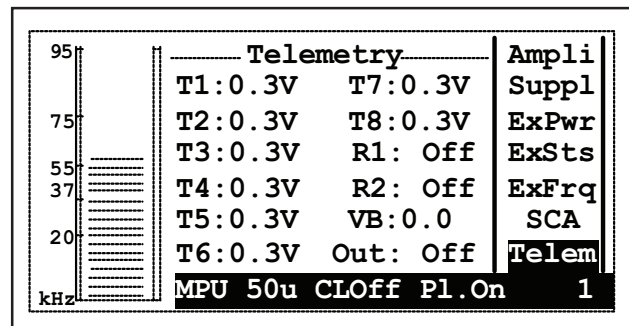 95
75
55
37
20
kHz
Telemetry
T1:0.3V T7:0.3V
T2:0.3V T8:0.3V
T3:0.3V R1: Off
T4:0.3V R2: Off
T5:0.3V VB:0.0
T6:0.3V Out: Off
Ampli
Suppl
ExPwr
ExSts
ExFrq
SCA
Telem
MPU 50u CLOff Pl.On 1